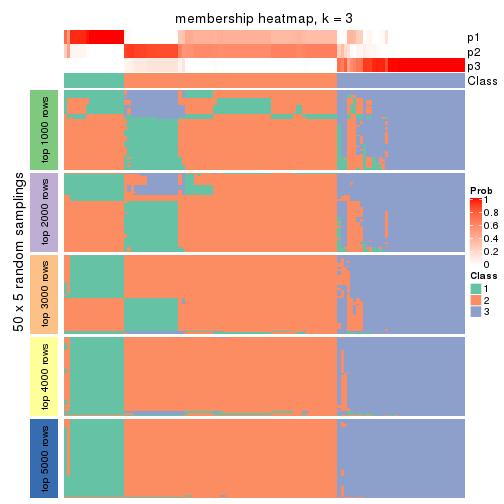 membership heatmap, k = 3
p1
p2
p3
Class
50 x 5 random samplings
top 1000 rows
top 2000 rows
top 3000 rows
top 4000 rows
top 5000 rows
Prob
1
0.8
0.6
0.4
0.2
0
Class
1
2
3